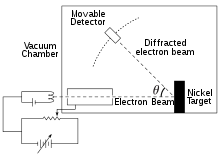 Movable
Detector
Vacuum
Chamber
Diffracted
electron beam
θ
Electron Beam
Nickel
Target